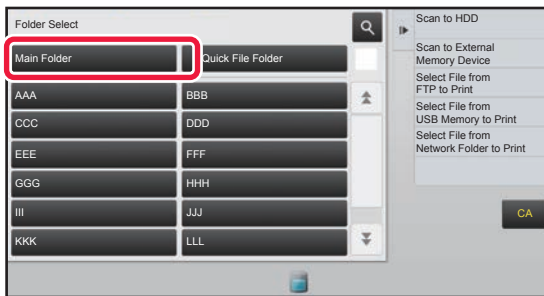 Folder Select
Main Folder
Quick File Folder
AAA
BBB
CCC
DDD
EEE
FFF
GGG
HHH
III
JJJ
KKK
LLL
Scan to HDD
Scan to External
Memory Device
Select File from
FTP to Print
Select File from
USB Memory to Print
Select File from
Network Folder to Print
CA